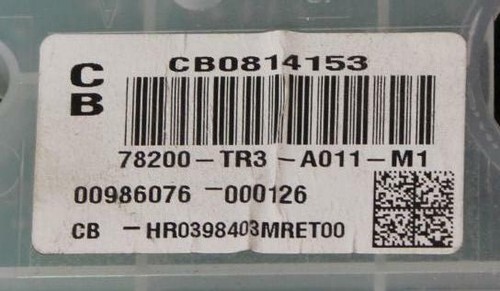 C CB0814153
B
78200-TR3-A011-M1
00986076-000126
CB - HR0398403MRET00